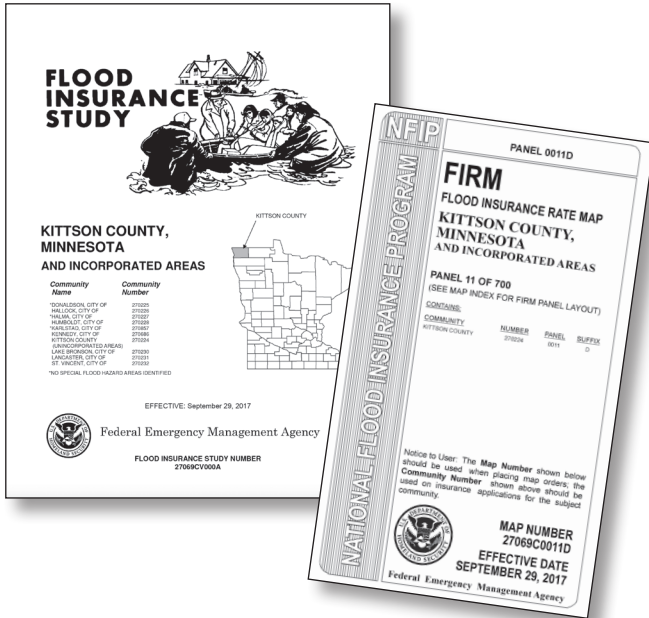 FLOOD
INSURANCE
STUDY
KITTSON COUNTY
KITTSON COUNTY,
MINNESOTA
AND INCORPORATED AREAS
Community Name Community Number
*DONALDSON, CITY OF 270225
HALLOCK, CITY OF 270226
*HALMA, CITY OF 270227
HUMBOLDT, CITY OF 270228
*KARLSTAD, CITY OF 270857
KENNEDY, CITY OF 270690
KITTSON COUNTY 270224
(UNINCORPORATED AREAS)
LAKE BRONSON, CITY OF 270230
LANCASTER, CITY OF 270231
ST. VINCENT, CITY OF 270232
*NO SPECIAL FLOOD HAZARD AREAS IDENTIFIED
EFFECTIVE: September 29, 2017
Federal Emergency Management Agency
FLOOD INSURANCE STUDY NUMBER
27069CV000A
NFIP
NATIONAL FLOOD INSURANCE PROGRAM
PANEL 0011D
FIRM
FLOOD INSURANCE RATE MAP
KITTSON COUNTY,
MINNESOTA
AND INCORPORATED AREAS
PANEL 11 OF 700
(SEE MAP INDEX FOR FIRM PANEL LAYOUT)
CONTAINS:
COMMUNITY NUMBER PANEL SUFFIX
KITTSON COUNTY 270224 0011 D
Notice to User: The Map Number shown below
should be used when placing map orders; the
Community Number shown above should be
used on insurance applications for the subject
community.
U.S. DEPARTMENT OF HOMELAND SECURITY
MAP NUMBER
27069C0011D
EFFECTIVE DATE
SEPTEMBER 29, 2017
Federal Emergency Management Agency